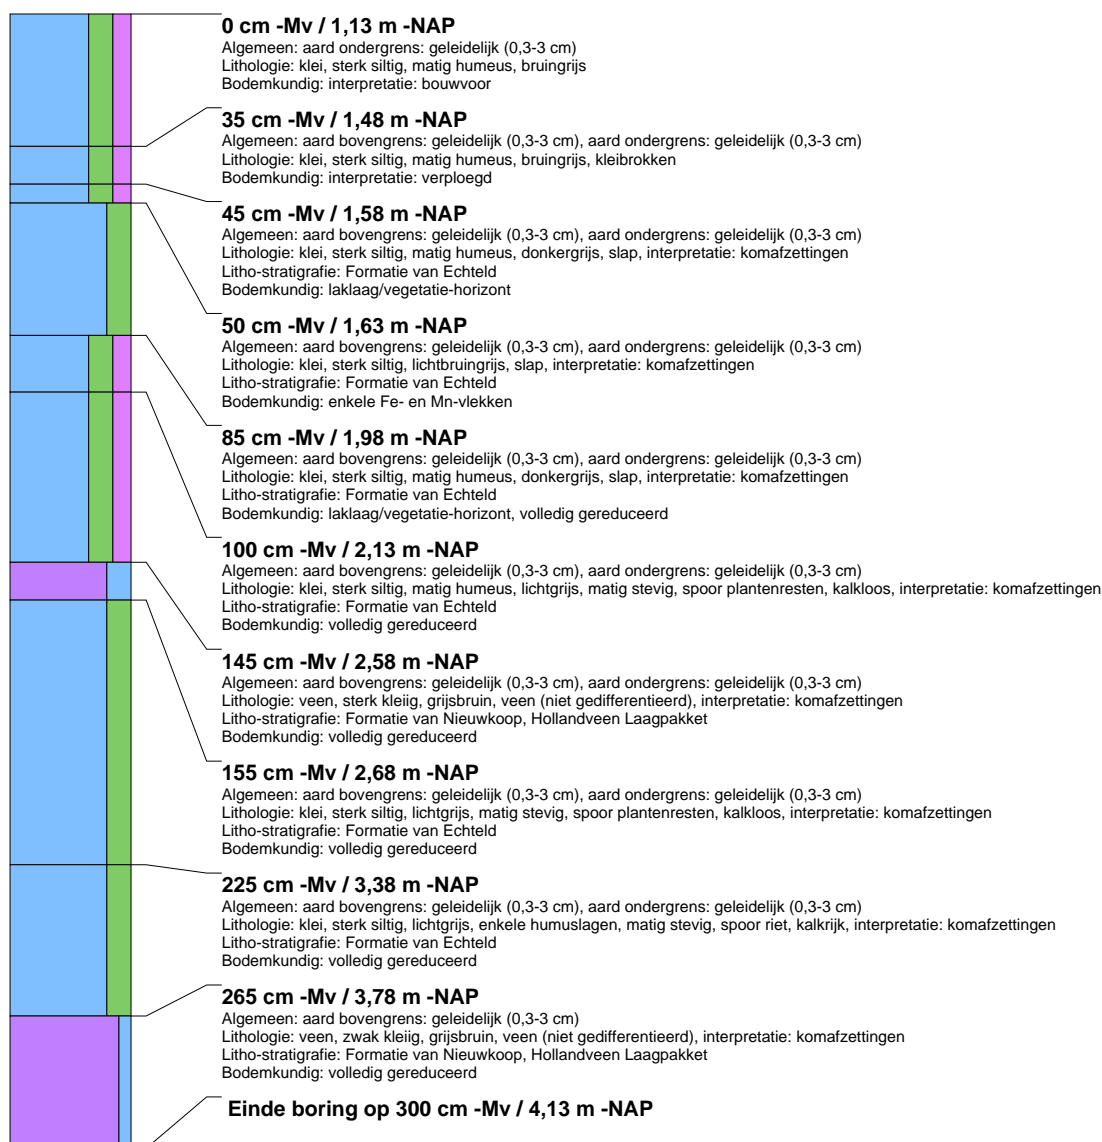 0 cm -Mv / 1,13 m -NAP
Algemeen: aard ondergrens: geleidelijk (0,3-3 cm)
Lithologie: klei, sterk siltig, matig humeus, bruingrijs
Bodemkundig: interpretatie: bouwvoor
35 cm -Mv / 1,48 m -NAP
Algemeen: aard bovengrens: geleidelijk (0,3-3 cm), aard ondergrens: geleidelijk (0,3-3 cm)
Lithologie: klei, sterk siltig, matig humeus, bruingrijs, kleibrokken
Bodemkundig: interpretatie: verploegd
45 cm -Mv / 1,58 m -NAP
Algemeen: aard bovengrens: geleidelijk (0,3-3 cm), aard ondergrens: geleidelijk (0,3-3 cm)
Lithologie: klei, sterk siltig, matig humeus, donkergrijs, slap, interpretatie: komafzettingen
Litho-stratigrafie: Formatie van Echteld
Bodemkundig: laklaag/vegetatie-horizont
50 cm -Mv / 1,63 m -NAP
Algemeen: aard bovengrens: geleidelijk (0,3-3 cm), aard ondergrens: geleidelijk (0,3-3 cm)
Lithologie: klei, sterk siltig, lichtbruingrijs, slap, interpretatie: komafzettingen
Litho-stratigrafie: Formatie van Echteld
Bodemkundig: enkele Fe- en Mn-vlekken
85 cm -Mv / 1,98 m -NAP
Algemeen: aard bovengrens: geleidelijk (0,3-3 cm), aard ondergrens: geleidelijk (0,3-3 cm)
Lithologie: klei, sterk siltig, matig humeus, donkergrijs, slap, interpretatie: komafzettingen
Litho-stratigrafie: Formatie van Echteld
Bodemkundig: laklaag/vegetatie-horizont, volledig gereduceerd
100 cm -Mv / 2,13 m -NAP
Algemeen: aard bovengrens: geleidelijk (0,3-3 cm), aard ondergrens: geleidelijk (0,3-3 cm)
Lithologie: klei, sterk siltig, matig humeus, lichtgrijs, matig stevig, spoor plantenresten, kalkloos, interpretatie: komafzettingen
Litho-stratigrafie: Formatie van Echteld
Bodemkundig: volledig gereduceerd
145 cm -Mv / 2,58 m -NAP
Algemeen: aard bovengrens: geleidelijk (0,3-3 cm), aard ondergrens: geleidelijk (0,3-3 cm)
Lithologie: veen, sterk kleiig, grijsbruin, veen (niet gedifferentieerd), interpretatie: komafzettingen
Litho-stratigrafie: Formatie van Nieuwkoop, Hollandveen Laagpakket
Bodemkundig: volledig gereduceerd
155 cm -Mv / 2,68 m -NAP
Algemeen: aard bovengrens: geleidelijk (0,3-3 cm), aard ondergrens: geleidelijk (0,3-3 cm)
Lithologie: klei, sterk siltig, lichtgrijs, matig stevig, spoor plantenresten, kalkloos, interpretatie: komafzettingen
Litho-stratigrafie: Formatie van Echteld
Bodemkundig: volledig gereduceerd
225 cm -Mv / 3,38 m -NAP
Algemeen: aard bovengrens: geleidelijk (0,3-3 cm), aard ondergrens: geleidelijk (0,3-3 cm)
Lithologie: klei, sterk siltig, lichtgrijs, enkele humuslagen, matig stevig, spoor riet, kalkrijk, interpretatie: komafzettingen
Litho-stratigrafie: Formatie van Echteld
Bodemkundig: volledig gereduceerd
265 cm -Mv / 3,78 m -NAP
Algemeen: aard bovengrens: geleidelijk (0,3-3 cm)
Lithologie: veen, zwak kleiig, grijsbruin, veen (niet gedifferentieerd), interpretatie: komafzettingen
Litho-stratigrafie: Formatie van Nieuwkoop, Hollandveen Laagpakket
Bodemkundig: volledig gereduceerd
Einde boring op 300 cm -Mv / 4,13 m -NAP